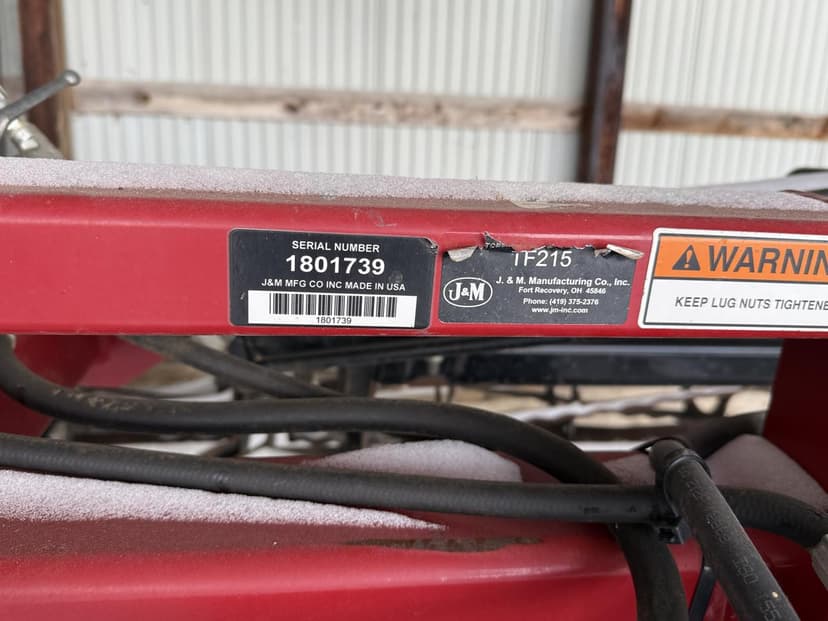 SERIAL NUMBER
1801739
J&M MFG CO INC MADE IN USA
1801739
TF215
J&M
J. & M. Manufacturing Co., Inc.
Fort Recovery, OH 45846
Phone: (419) 375-2376
www.jm-inc.com
WARNIN
KEEP LUG NUTS TIGHTENE